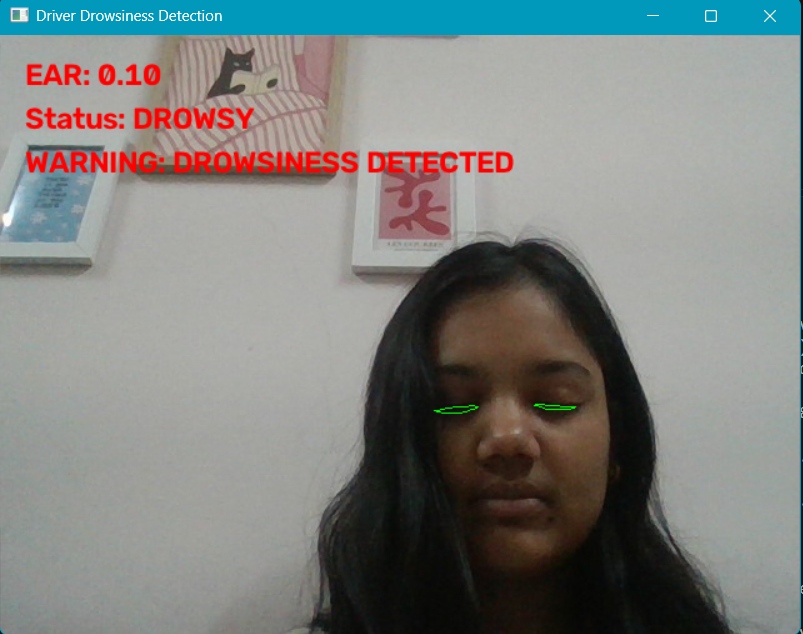 Driver Drowsiness Detection
EAR: 0.10
Status: DROWSY
WARNING: DROWSINESS DETECTED